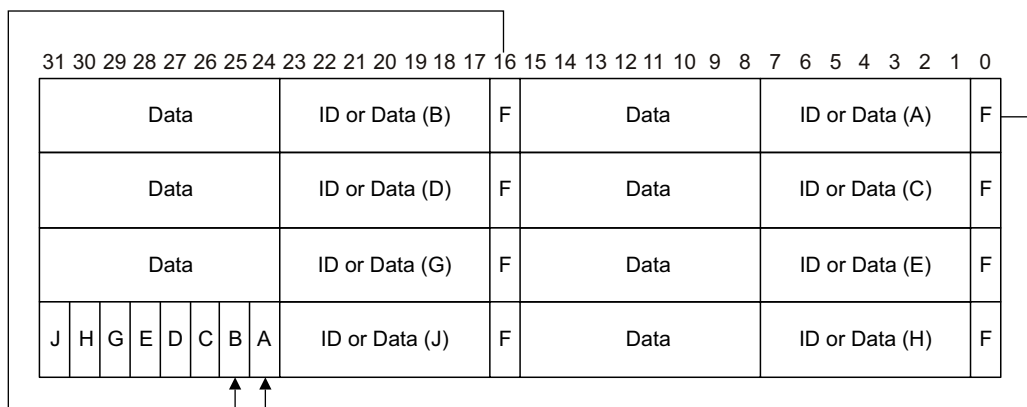 31 30 29 28 27 26 25 24 23 22 21 20 19 18 17 16 15 14 13 12 11 10 9 8 7 6 5 4 3 2 1 0
Data ID or Data (B) F Data ID or Data (A) F
Data ID or Data (D) F Data ID or Data (C) F
Data ID or Data (G) F Data ID or Data (E) F
J H G E D C B A ID or Data (J) F Data ID or Data (H) F